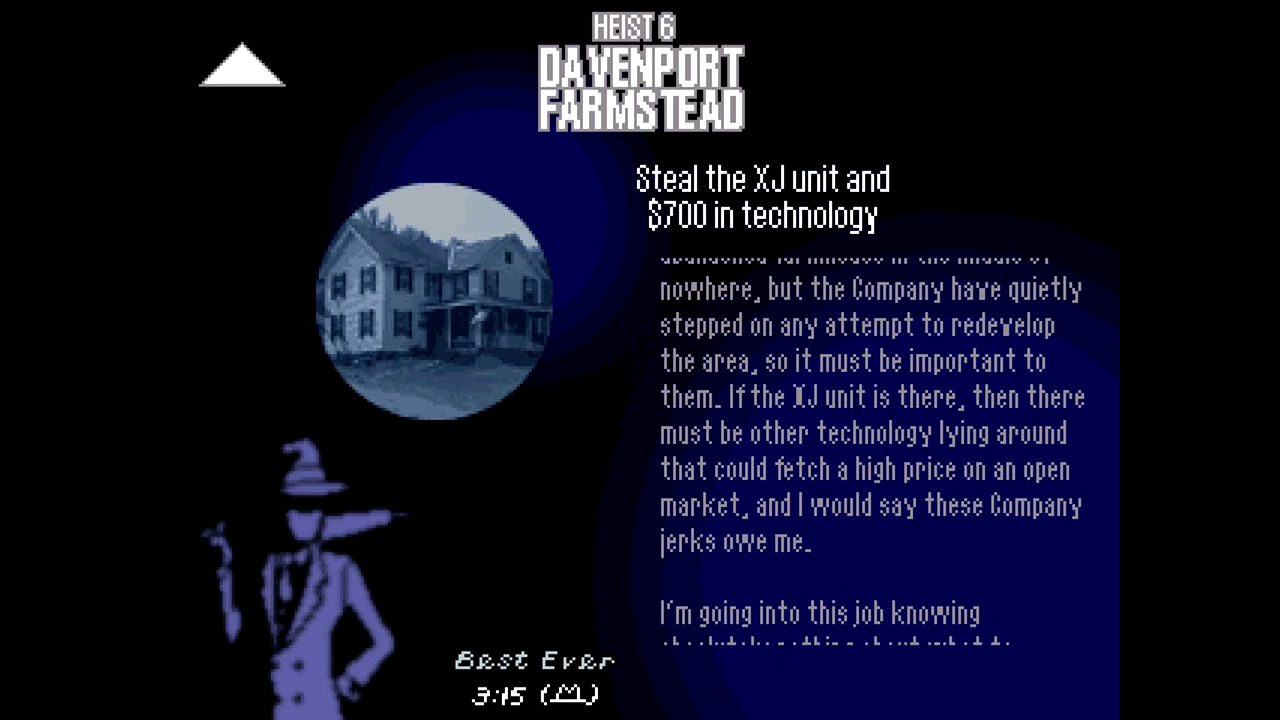 HEIST 6
DAVENPORT
FARMSTEAD
Steal the XJ unit and
$700 in technology
nowhere, but the Company have quietly
stepped on any attempt to redevelop
the area, so it must be important to
them. If the XJ unit is there, then there
must be other technology lying around
that could fetch a high price on an open
market, and I would say these Company
jerks owe me.
I'm going into this job knowing
Best Ever
3:15